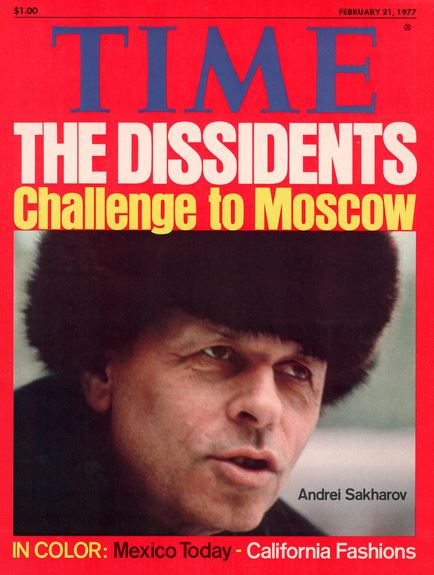 $1.00 FEBRUARY 21, 1977
TIME®
THE DISSIDENTS
Challenge to Moscow
Andrei Sakharov
IN COLOR: Mexico Today - California Fashions